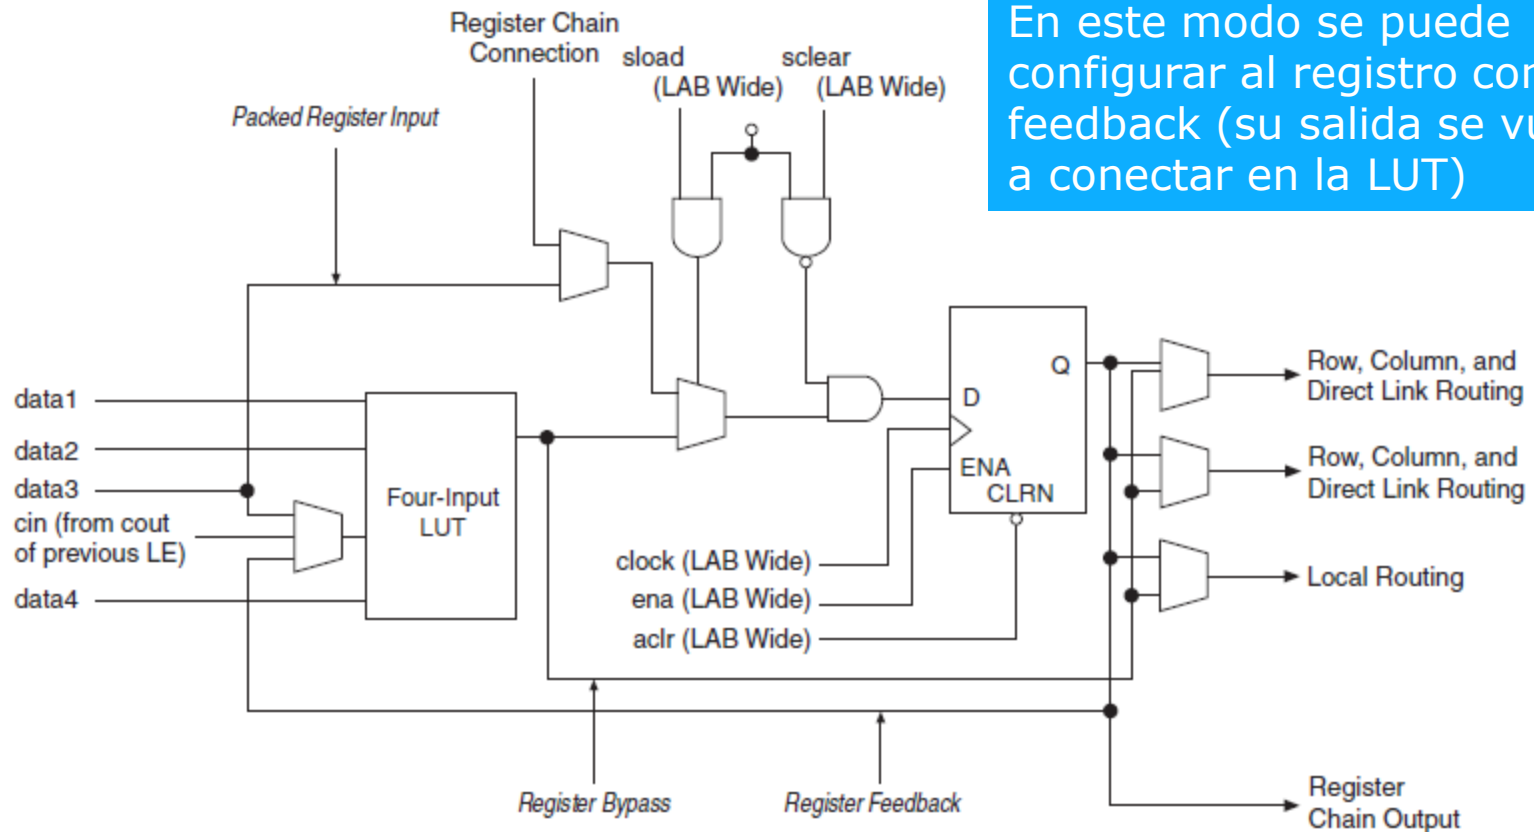 En este modo se puede
configurar al registro con
feedback (su salida se
a conectar en la LUT)
Register Chain
Connection
sload
(LAB Wide)
sclear
(LAB Wide)
Packed Register Input
data1
data2
data3
cin (from cout
of previous LE)
data4
Four-Input
LUT
D
Q
ENA
CLRN
clock (LAB Wide)
ena (LAB Wide)
aclr (LAB Wide)
Row, Column, and
Direct Link Routing
Row, Column, and
Direct Link Routing
Local Routing
Register Bypass
Register Feedback
Register
Chain Output